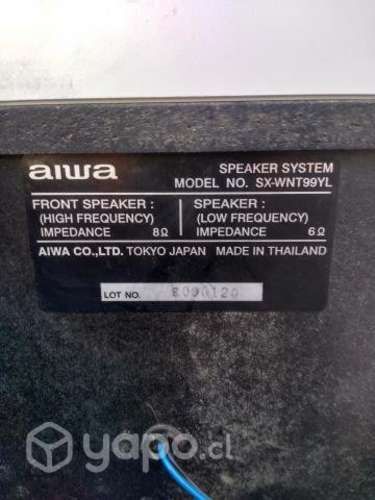 aiwa
SPEAKER SYSTEM
MODEL NO. SX-WNT99YL
FRONT SPEAKER :
(HIGH FREQUENCY)
IMPEDANCE 8Ω
SPEAKER :
(LOW FREQUENCY)
IMPEDANCE 6Ω
AIWA CO.,LTD. TOKYO JAPAN MADE IN THAILAND
LOT NO.
yapo.cl